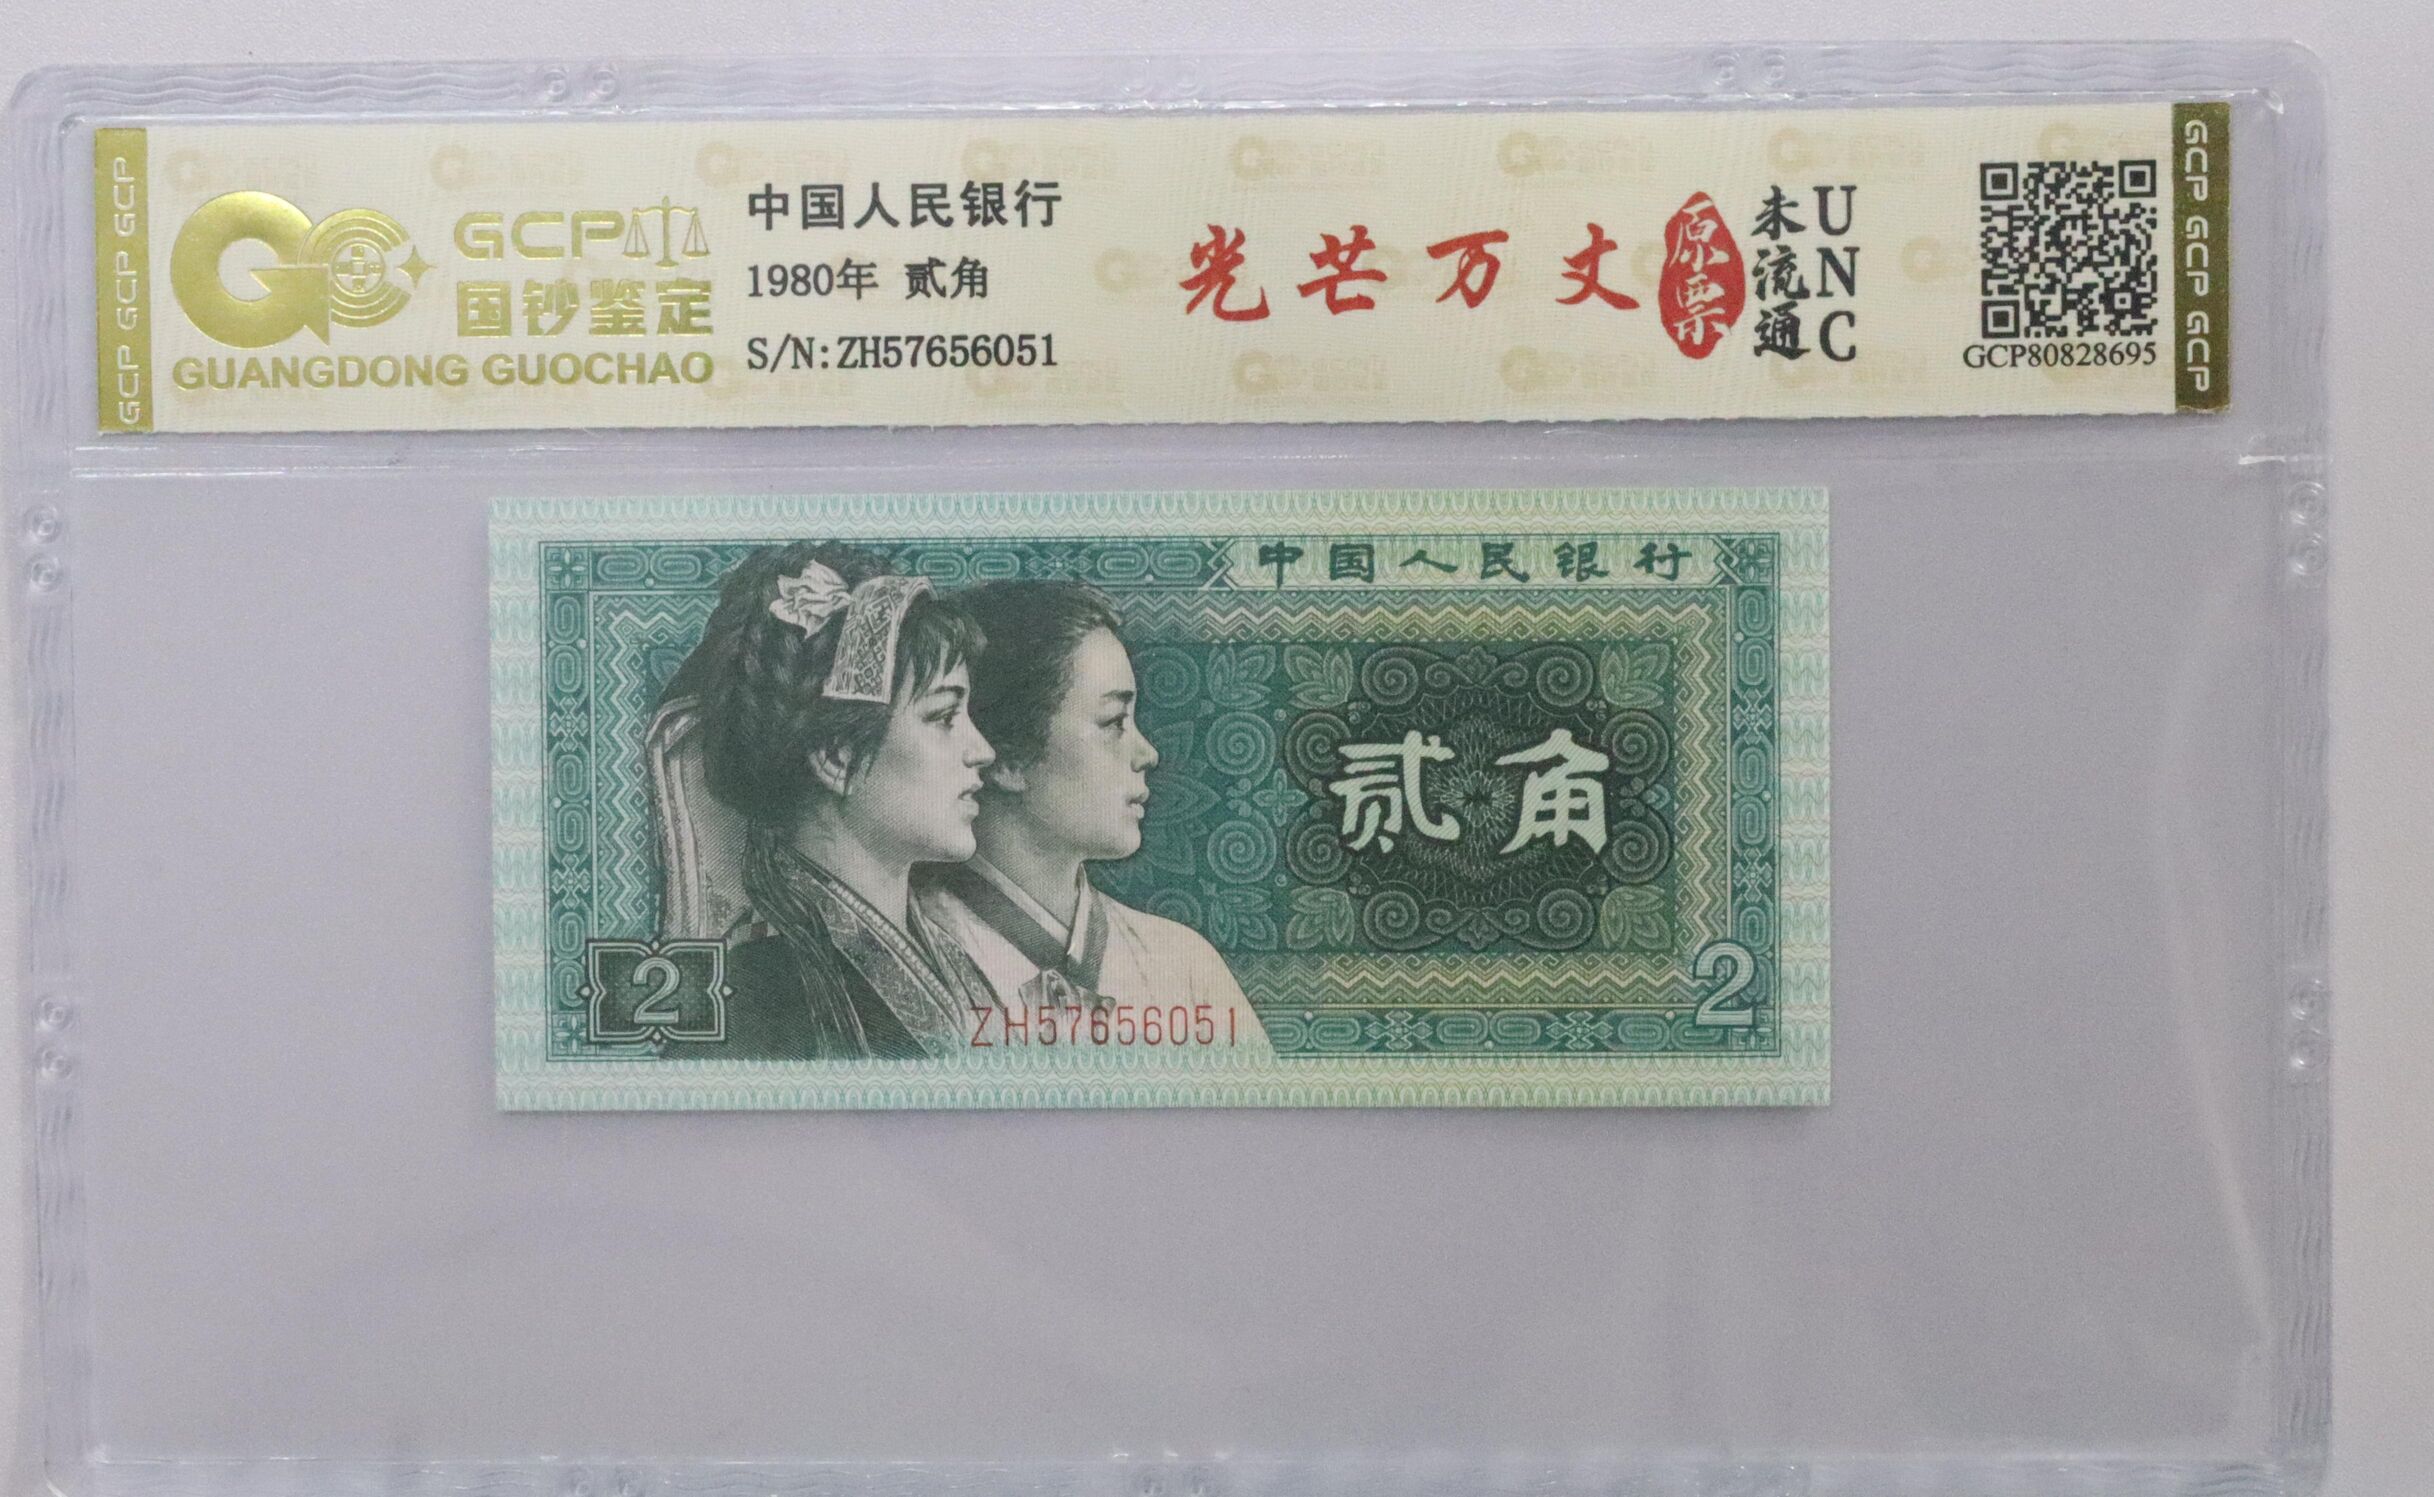 GCP GCP GCP
GCP
国钞鉴定
GUANGDONG GUOCHAO
中国人民银行
1980年 贰角
S/N:ZH57656051
光芒万丈
原票
未流通
UNC
GCP80828695
GCP GCP GCP GCP
中国人民银行
贰角
2
ZH57656051
2